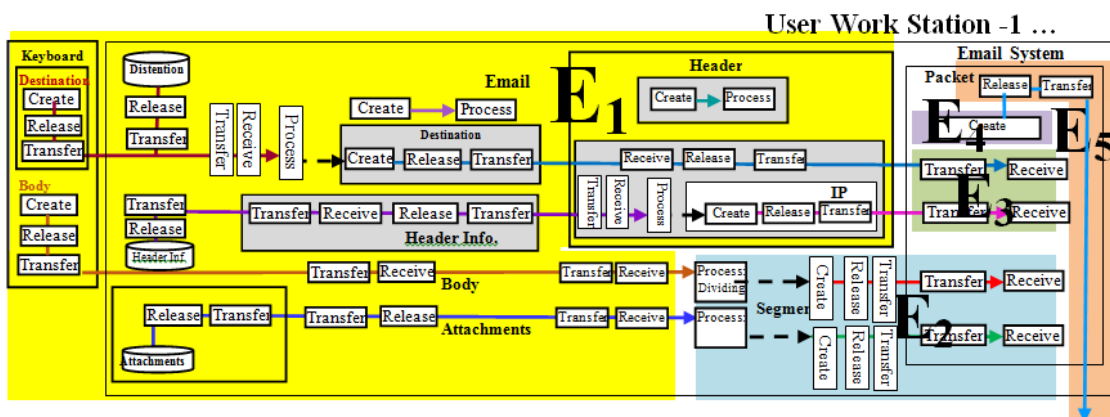 User Work Station -1 …
Keyboard
Destination
Create
Release
Transfer
Body
Create
Release
Transfer
Distention
Release
Transfer
Transfer
Receive
Process
Email
Create
Process
Destination
Create
Release
Transfer
E1
Header
Create
Process
Receive
Release
Transfer
Transfer
Receive
Process
IP
Create
Release
Transfer
Email System
Packet
Release
Transfer
Create
E4
E5
Transfer
Receive
E3
Transfer
Receive
Transfer
Release
Header Inf.
Transfer
Receive
Release
Transfer
Header Info.
Transfer
Receive
Body
Transfer
Receive
Process:
Dividing
Segmen
Create
Release
Transfer
Transfer
Receive
E2
Release
Transfer
Attachments
Transfer
Release
Attachments
Transfer
Receive
Process:
Create
Release
Transfer
Transfer
Receive